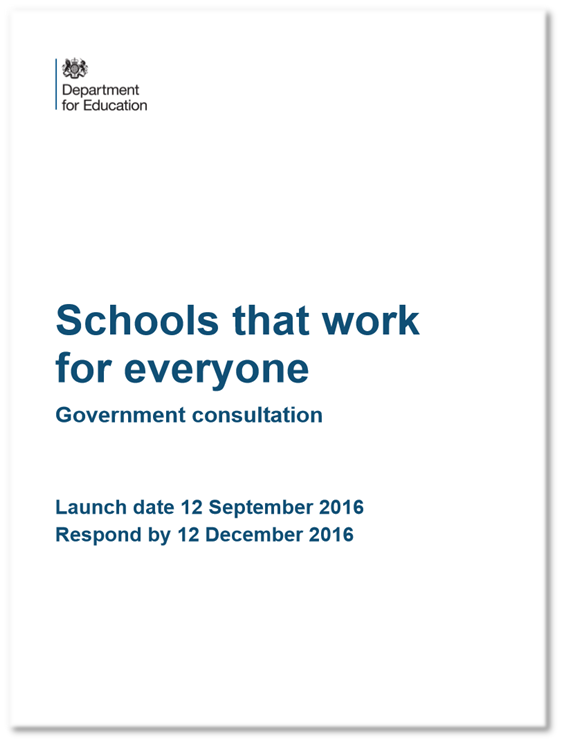 Department
for Education
Schools that work
for everyone
Government consultation
Launch date 12 September 2016
Respond by 12 December 2016